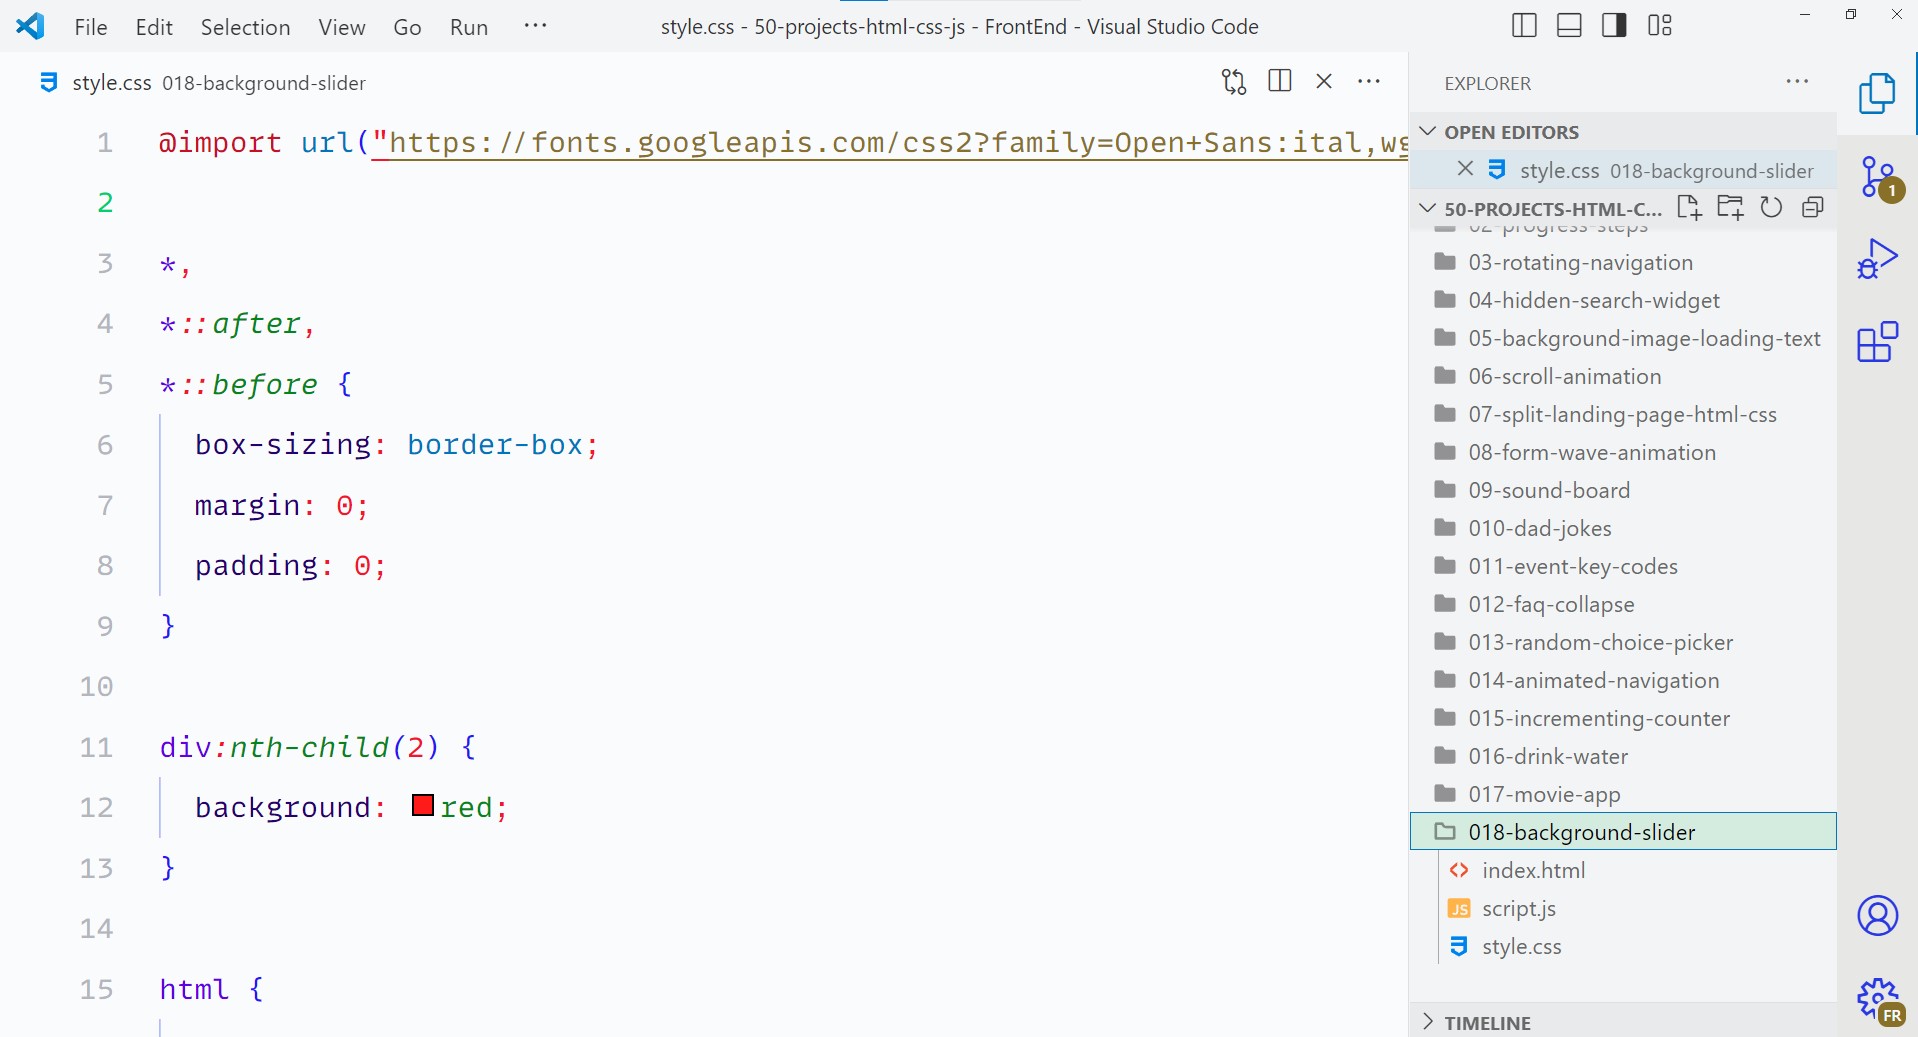 File Edit Selection View Go Run ···
style.css - 50-projects-html-css-js - FrontEnd - Visual Studio Code
style.css 018-background-slider
1 @import url("https://fonts.googleapis.com/css2?family=Open+Sans:ital,wg
2
3 *,
4 *::after,
5 *::before {
6 box-sizing: border-box;
7 margin: 0;
8 padding: 0;
9 }
10
11 div:nth-child(2) {
12 background: red;
13 }
14
15 html {
EXPLORER
OPEN EDITORS
style.css 018-background-slider
50-PROJECTS-HTML-C...
02-progress-steps
03-rotating-navigation
04-hidden-search-widget
05-background-image-loading-text
06-scroll-animation
07-split-landing-page-html-css
08-form-wave-animation
09-sound-board
010-dad-jokes
011-event-key-codes
012-faq-collapse
013-random-choice-picker
014-animated-navigation
015-incrementing-counter
016-drink-water
017-movie-app
018-background-slider
index.html
JS script.js
style.css
TIMELINE
1
FR